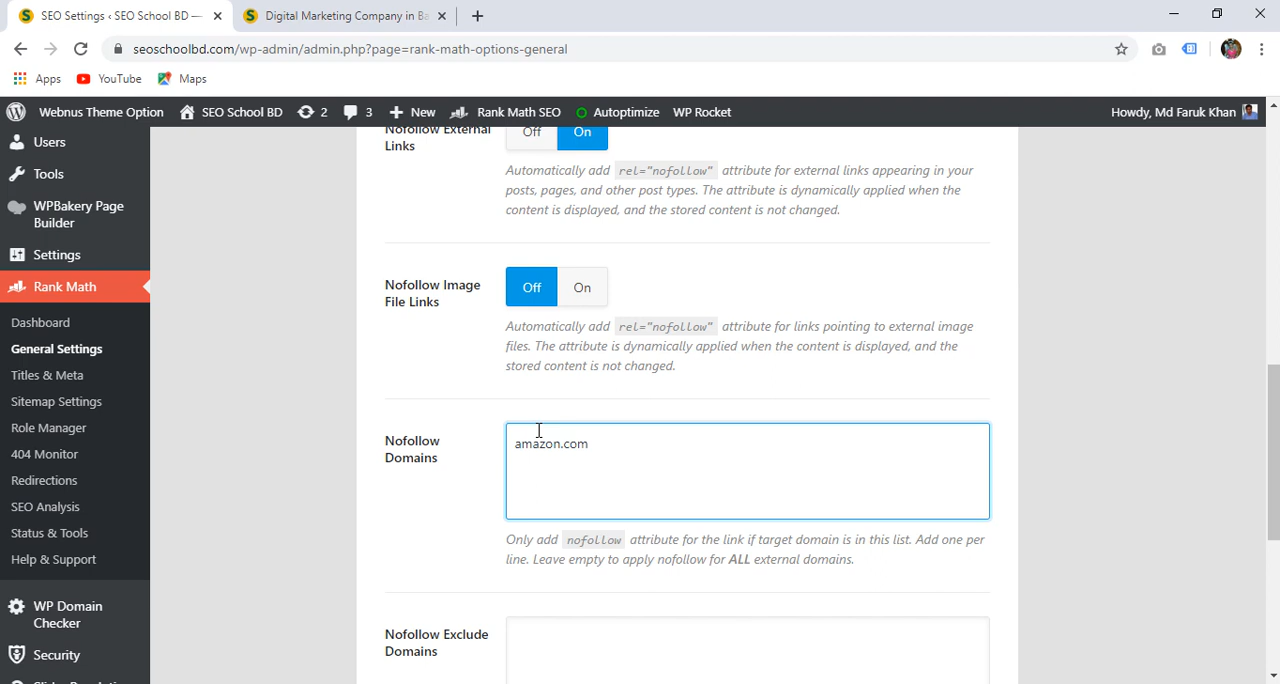 SEO Settings ‹ SEO School BD —
Digital Marketing Company in Ba
seoschoolbd.com/wp-admin/admin.php?page=rank-math-options-general
Apps YouTube Maps
Webnus Theme Option SEO School BD 2 3 New Rank Math SEO Autoptimize WP Rocket Howdy, Md Faruk Khan
Users
Tools
WPBakery Page
Builder
Settings
Rank Math
Dashboard
General Settings
Titles & Meta
Sitemap Settings
Role Manager
404 Monitor
Redirections
SEO Analysis
Status & Tools
Help & Support
WP Domain
Checker
Security
Nofollow External
Links
Off On
Automatically add rel="nofollow" attribute for external links appearing in your
posts, pages, and other post types. The attribute is dynamically applied when the
content is displayed, and the stored content is not changed.
Nofollow Image
File Links
Off On
Automatically add rel="nofollow" attribute for links pointing to external image
files. The attribute is dynamically applied when the content is displayed, and the
stored content is not changed.
Nofollow
Domains
amazon.com
Only add nofollow attribute for the link if target domain is in this list. Add one per
line. Leave empty to apply nofollow for ALL external domains.
Nofollow Exclude
Domains